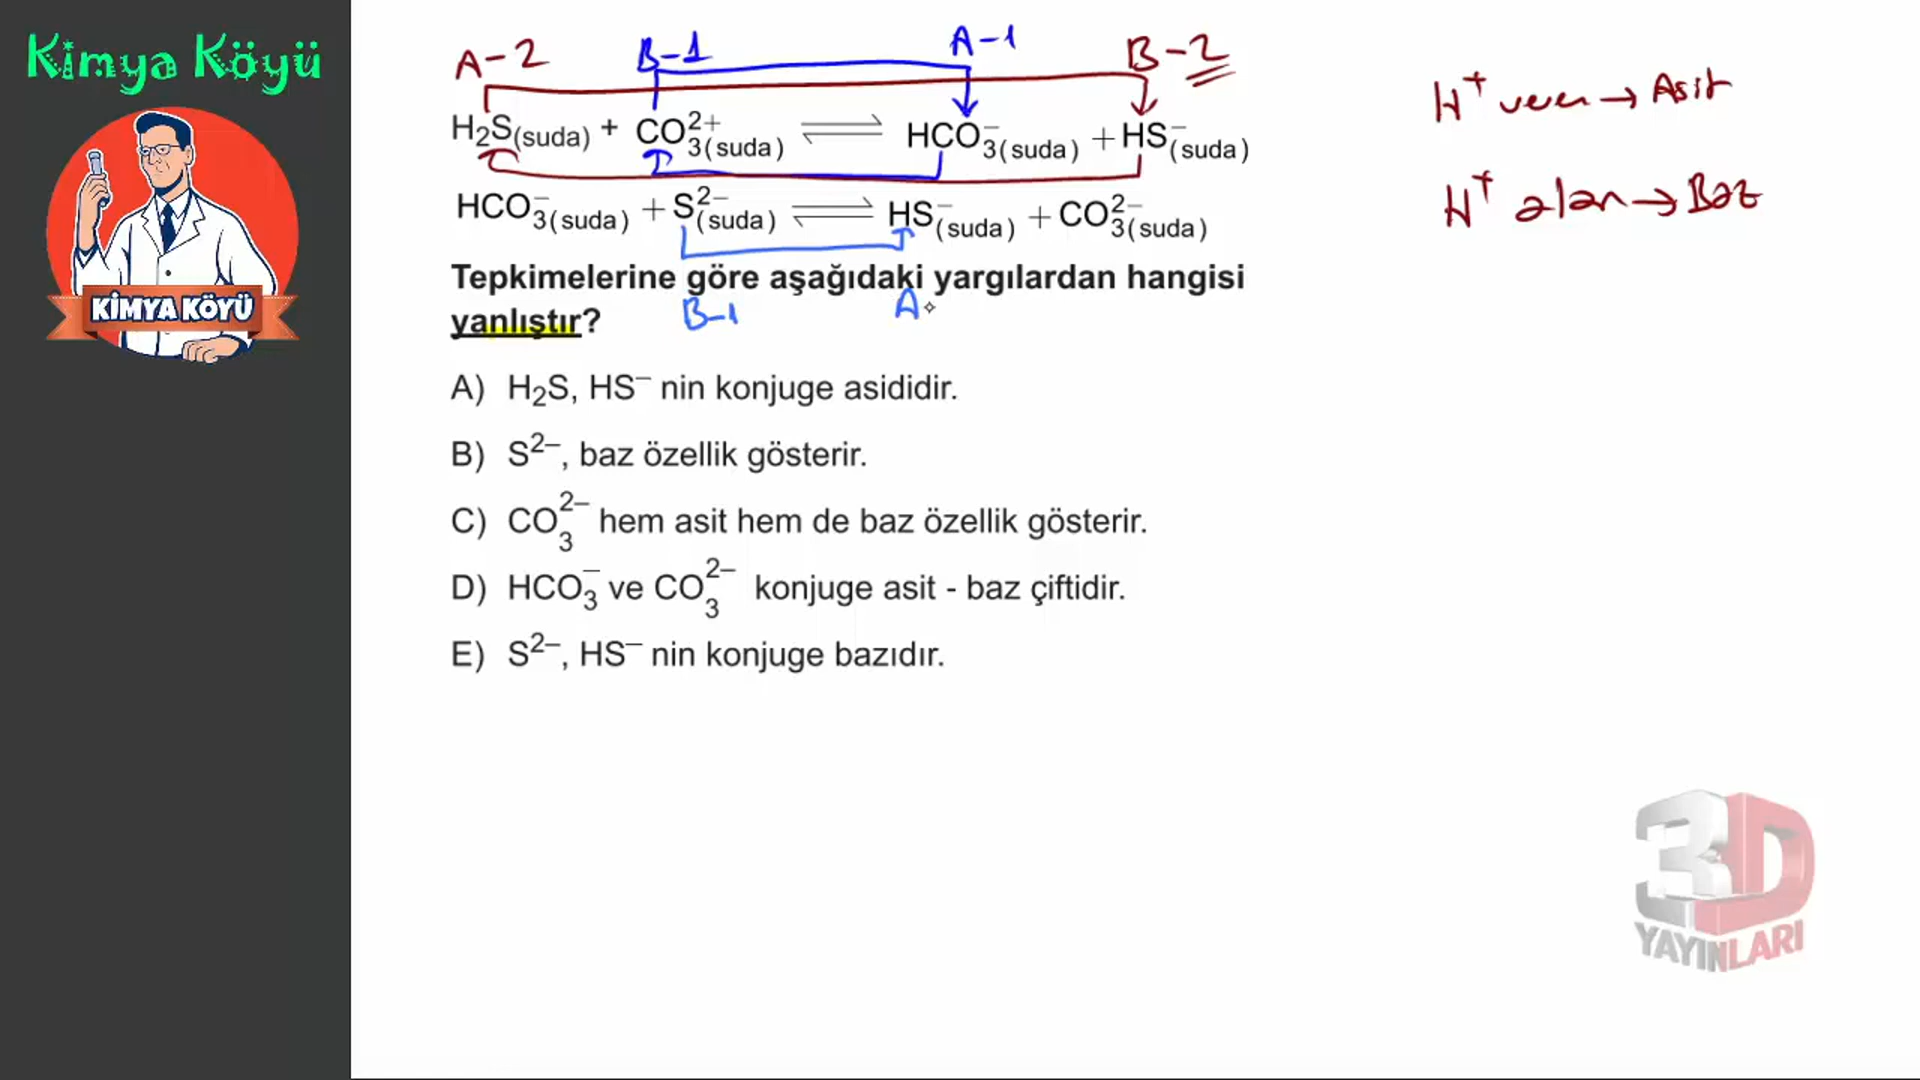 Kimya Köyü
KİMYA KÖYÜ
A-2 B-1 A-1 B-2
H₂S(suda) + CO₃²⁺(suda) ⇌ HCO₃⁻(suda) + HS⁻(suda)
HCO₃⁻(suda) + S²⁻(suda) ⇌ HS⁻(suda) + CO₃²⁻(suda)
Tepkimelerine göre aşağıdaki yargılardan hangisi
yanlıştır?
B-1 A
A) H₂S, HS⁻ nin konjuge asididir.
B) S²⁻, baz özellik gösterir.
C) CO₃²⁻ hem asit hem de baz özellik gösterir.
D) HCO₃⁻ ve CO₃²⁻ konjuge asit - baz çiftidir.
E) S²⁻, HS⁻ nin konjuge bazıdır.
H⁺ veren → Asit
H⁺ alan → Baz
3D
YAYINLARI